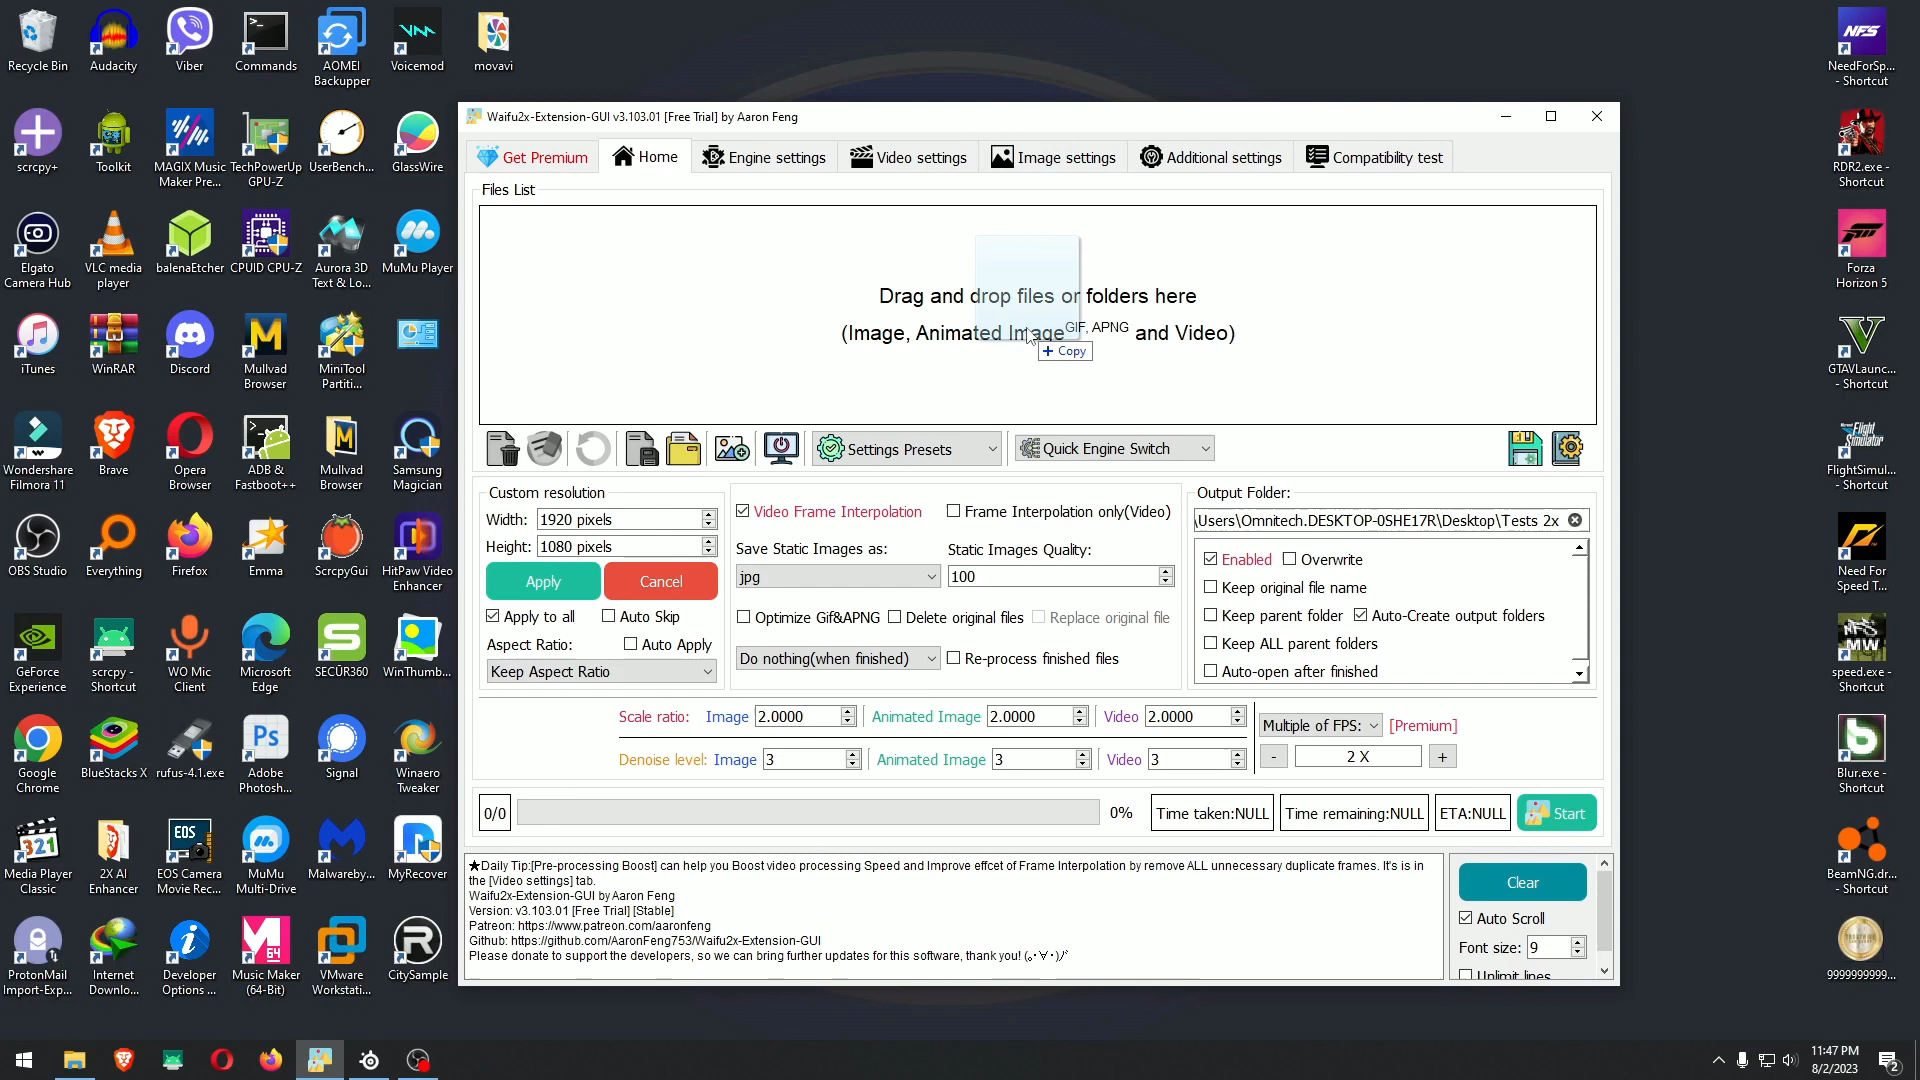 Recycle Bin
Audacity
Viber
Commands
AOMEI
Backupper
Voicemod
movavi
scrcpy+
Toolkit
MAGIX Music
Maker Pre...
TechPowerUp
GPU-Z
UserBench...
GlassWire
Elgato
Camera Hub
VLC media
player
balenaEtcher
CPUID CPU-Z
Aurora 3D
Text & Lo...
MuMu Player
iTunes
WinRAR
Discord
Mullvad
Browser
MiniTool
Partiti...
Wondershare
Filmora 11
Brave
Opera
Browser
ADB &
Fastboot++
Mullvad
Browser
Samsung
Magician
OBS Studio
Everything
Firefox
Emma
ScrcpyGui
HitPaw Video
Enhancer
GeForce
Experience
scrcpy -
Shortcut
WO Mic
Client
Microsoft
Edge
SECÜR360
WinThumb...
Google
Chrome
BlueStacks X
rufus-4.1.exe
Adobe
Photosh...
Signal
Winaero
Tweaker
Media Player
Classic
2X AI
Enhancer
EOS Camera
Movie Rec...
MuMu
Multi-Drive
Malwareby...
MyRecover
ProtonMail
Import-Exp...
Internet
Downlo...
Developer
Options ...
Music Maker
(64-Bit)
VMware
Workstati...
CitySample
Waifu2x-Extension-GUI v3.103.01 [Free Trial] by Aaron Feng
Get Premium
Home
Engine settings
Video settings
Image settings
Additional settings
Compatibility test
Files List
Drag and drop files or folders here
(Image, Animated Image GIF, APNG and Video)
+ Copy
Settings Presets
Quick Engine Switch
Custom resolution
Width: 1920 pixels
Height: 1080 pixels
Apply
Cancel
Apply to all
Auto Skip
Aspect Ratio:
Auto Apply
Keep Aspect Ratio
Video Frame Interpolation
Frame Interpolation only(Video)
Save Static Images as:
Static Images Quality:
jpg
100
Optimize Gif&APNG
Delete original files
Replace original file
Do nothing(when finished)
Re-process finished files
Output Folder:
\Users\Omnitech.DESKTOP-0SHE17R\Desktop\Tests 2x
Enabled
Overwrite
Keep original file name
Keep parent folder
Auto-Create output folders
Keep ALL parent folders
Auto-open after finished
Scale ratio: Image 2.0000 Animated Image 2.0000 Video 2.0000
Denoise level: Image 3 Animated Image 3 Video 3
Multiple of FPS: [Premium]
- 2 X +
0/0
0%
Time taken:NULL
Time remaining:NULL
ETA:NULL
Start
★Daily Tip:[Pre-processing Boost] can help you Boost video processing Speed and Improve effcet of Frame Interpolation by remove ALL unnecessary duplicate frames. It's is in
the [Video settings] tab.
Waifu2x-Extension-GUI by Aaron Feng
Version: v3.103.01 [Free Trial] [Stable]
Patreon: https://www.patreon.com/aaronfeng
Github: https://github.com/AaronFeng753/Waifu2x-Extension-GUI
Please donate to support the developers, so we can bring further updates for this software, thank you! (｡･∀･)ﾉﾞ
Clear
Auto Scroll
Font size: 9
Unlimit lines
NeedForSp...
- Shortcut
RDR2.exe -
Shortcut
Forza
Horizon 5
GTAVLaunc...
- Shortcut
FlightSimul...
- Shortcut
Need For
Speed T...
speed.exe -
Shortcut
Blur.exe -
Shortcut
BeamNG.dr...
- Shortcut
9999999999...
11:47 PM
8/2/2023
2